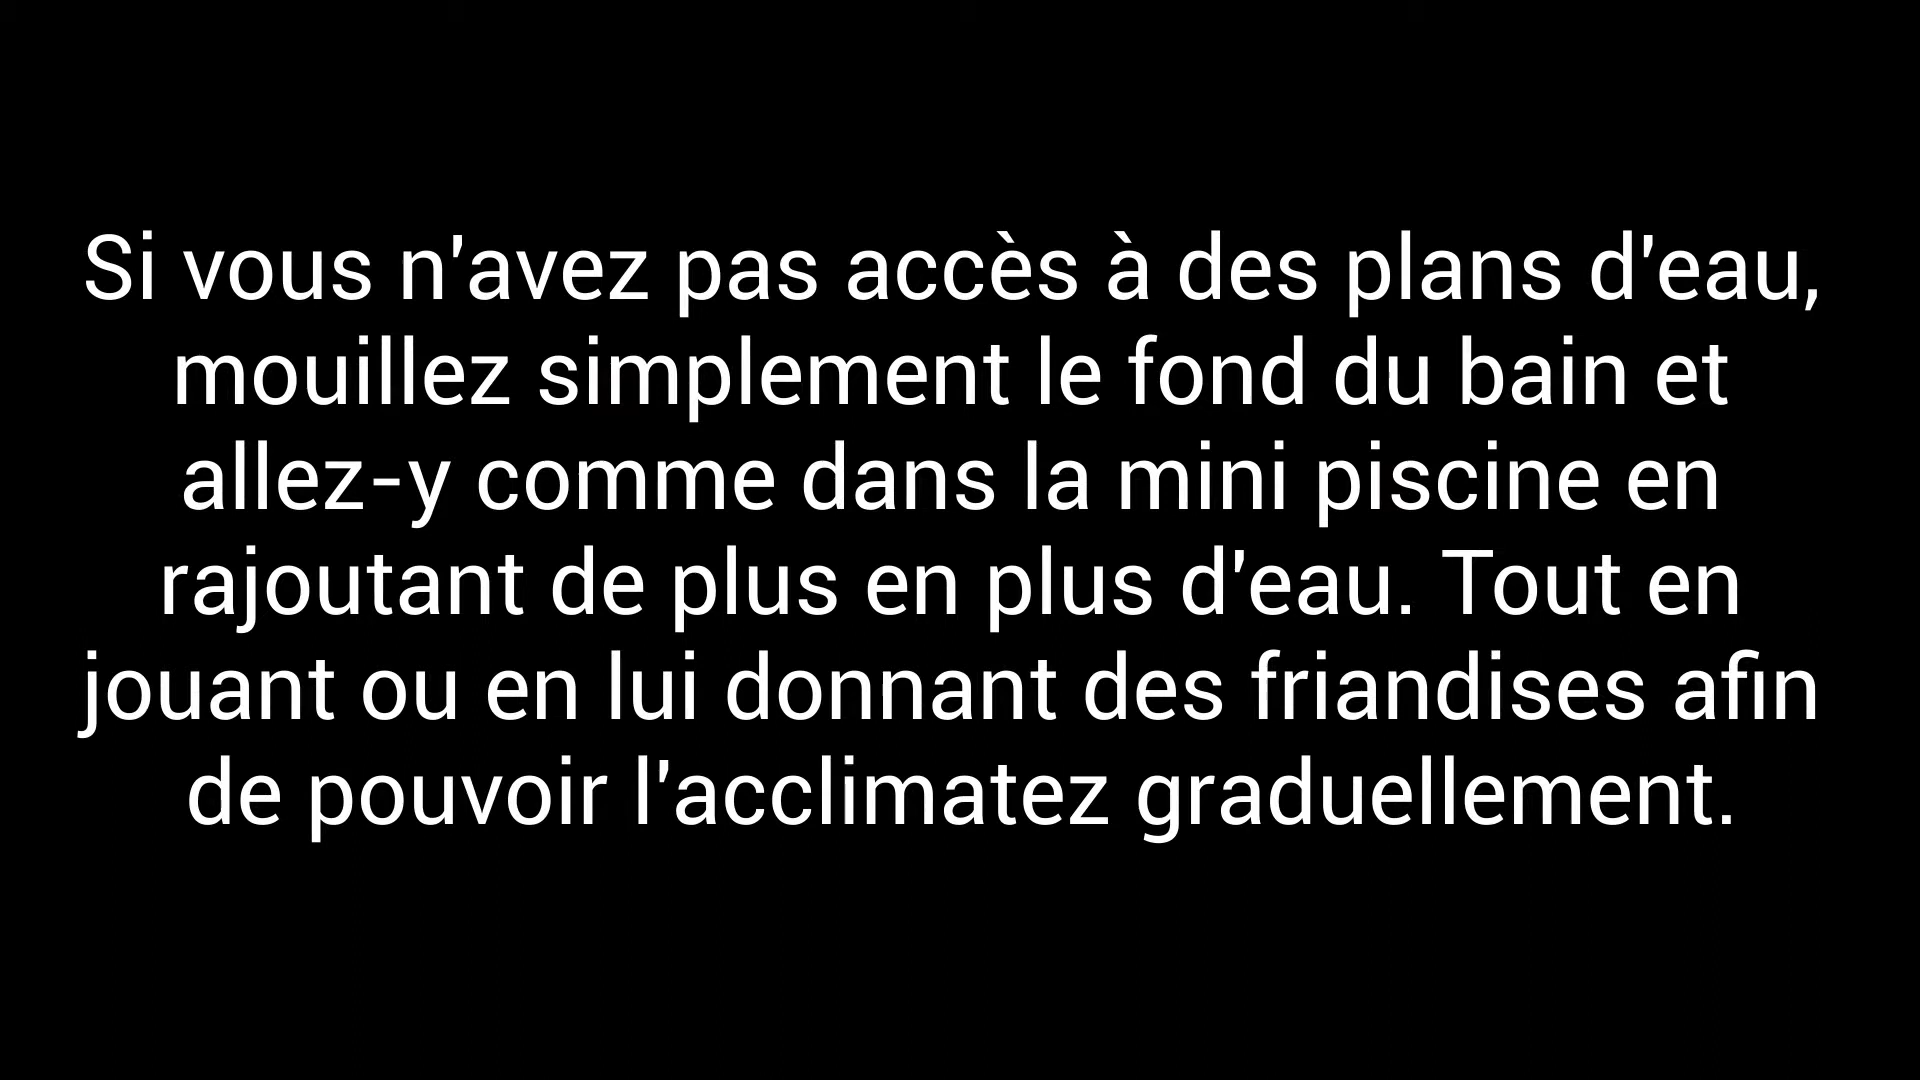 Si vous n'avez pas accès à des plans d'eau,
mouillez simplement le fond du bain et
allez-y comme dans la mini piscine en
rajoutant de plus en plus d'eau. Tout en
jouant ou en lui donnant des friandises afin
de pouvoir l'acclimatez graduellement.